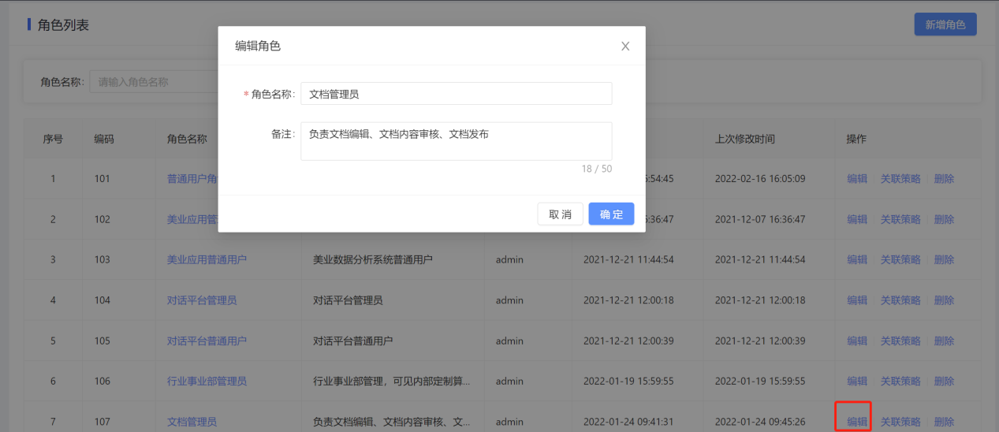 角色列表
新增角色
编辑角色
X
角色名称:
请输入角色名称
* 角色名称:
文档管理员
备注:
负责文档编辑、文档内容审核、文档发布
18 / 50
取 消
确 定
序号 编码 角色名称 上次修改时间 操作
1 101 普通用户角 :54:45 2022-02-16 16:05:09 编辑 关联策略 删除
2 102 美业应用管 :36:47 2021-12-07 16:36:47 编辑 关联策略 删除
3 103 美业应用普通用户 美业数据分析系统普通用户 admin 2021-12-21 11:44:54 2021-12-21 11:44:54 编辑 关联策略 删除
4 104 对话平台管理员 对话平台管理员 admin 2021-12-21 12:00:18 2021-12-21 12:00:18 编辑 关联策略 删除
5 105 对话平台普通用户 对话平台普通用户 admin 2021-12-21 12:00:39 2021-12-21 12:00:39 编辑 关联策略 删除
6 106 行业事业部管理员 行业事业部管理，可见内部定制算... admin 2022-01-19 15:59:55 2022-01-19 15:59:55 编辑 关联策略 删除
7 107 文档管理员 负责文档编辑、文档内容审核、文... admin 2022-01-24 09:41:31 2022-01-24 09:45:26 编辑 关联策略 删除